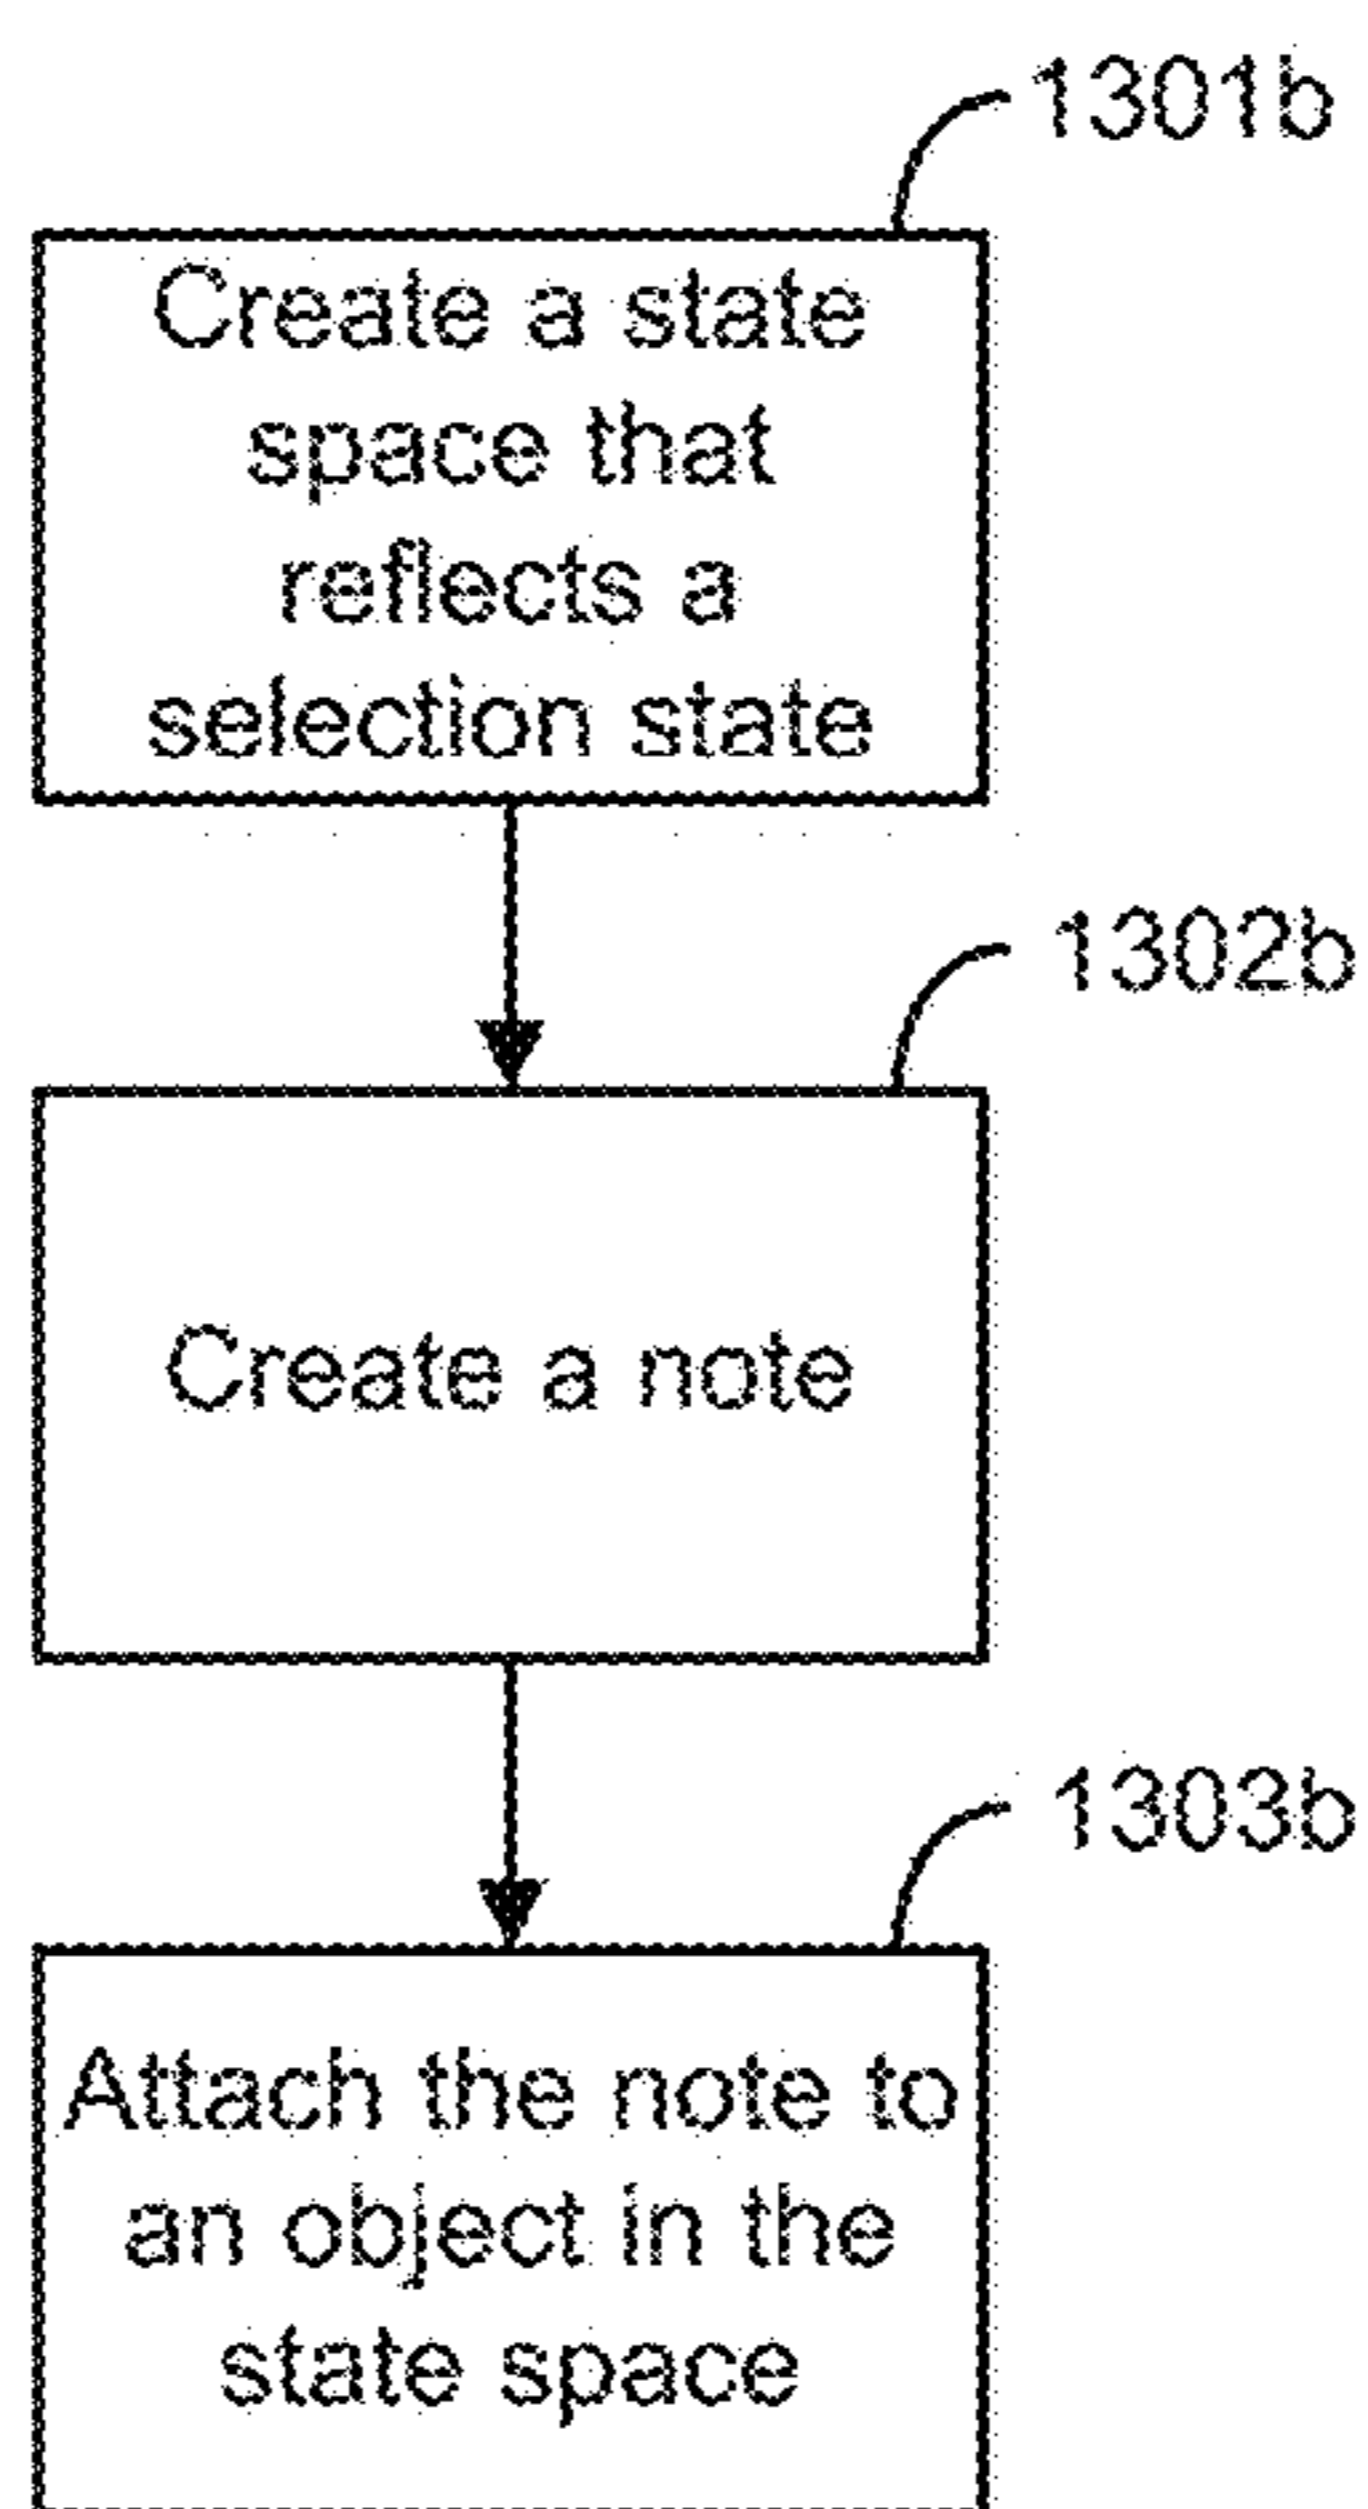 1301b
Create a state
space that
reflects a
selection state
1302b
Create a note
1303b
Attach the note to
an object in the
state space